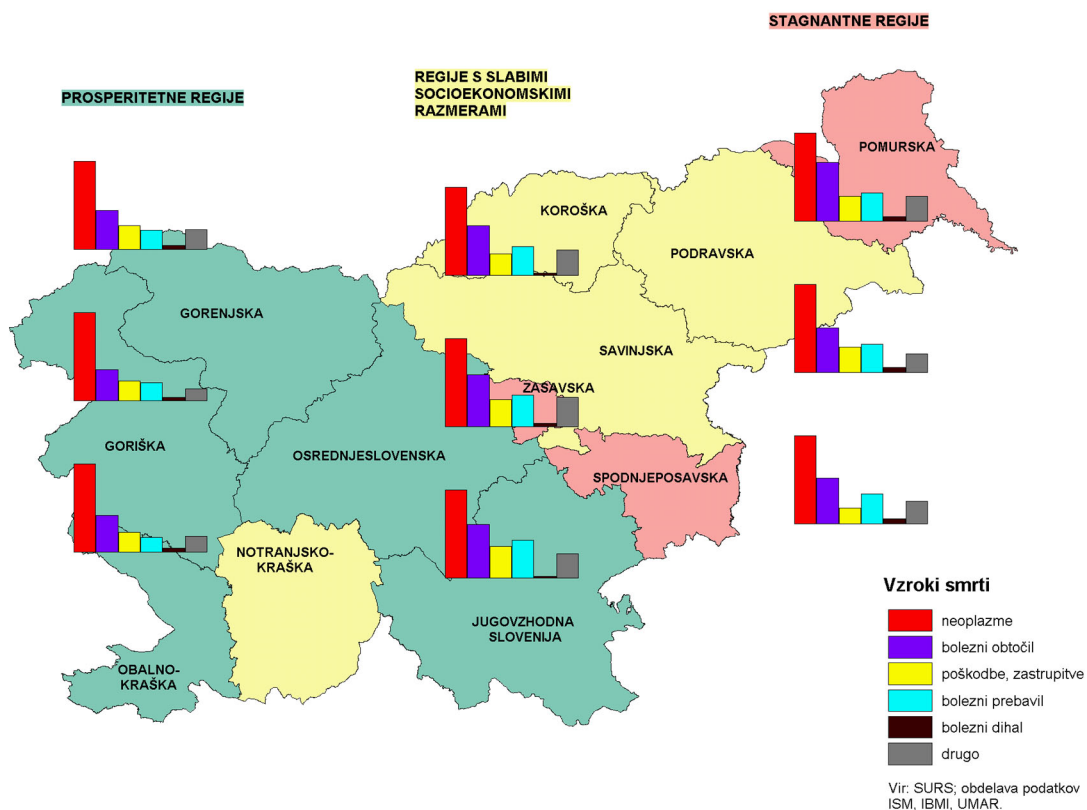 STAGNANTNE REGIJE
REGIJE S SLABIMI
SOCIOEKONOMSKIMI
RAZMERAMI
PROSPERITETNE REGIJE
POMURSKA
KOROŠKA
PODRAVSKA
GORENJSKA
SAVINJSKA
ZASAVSKA
GORIŠKA
OSREDNJESLOVENSKA
SPODNJEPOSAVSKA
NOTRANJSKO-
KRAŠKA
JUGOVZHODNA
SLOVENIJA
OBALNO-
KRAŠKA
Vzroki smrti
neoplazme
bolezni obtočil
poškodbe, zastrupitve
bolezni prebavil
bolezni dihal
drugo
Vir: SURS; obdelava podatkov
ISM, IBMI, UMAR.